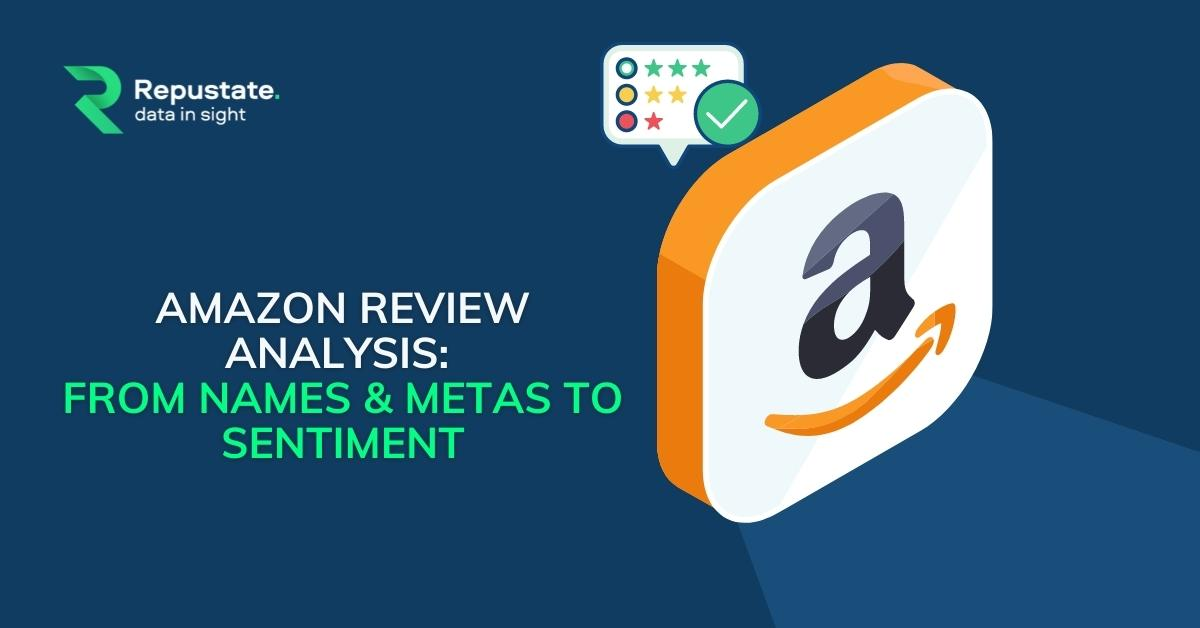 Repustate.
data in sight
AMAZON REVIEW
ANALYSIS:
FROM NAMES & METAS TO
SENTIMENT
a